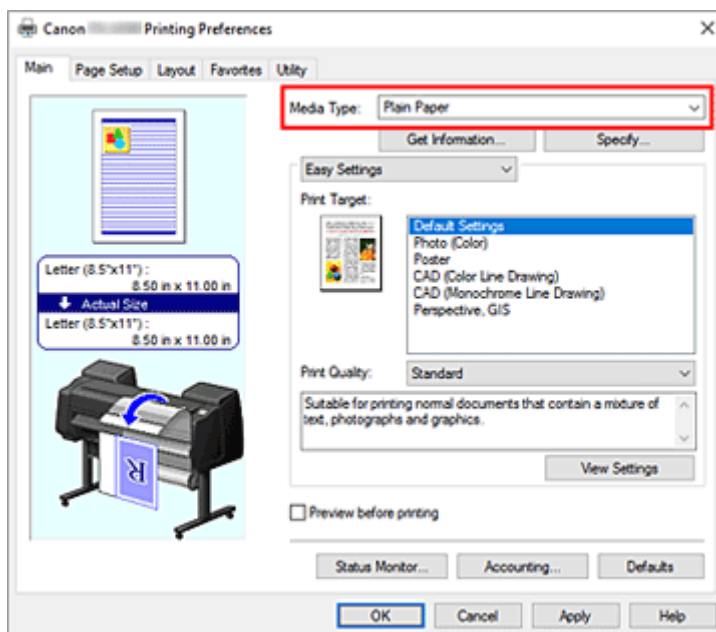 Canon Printing Preferences
Main Page Setup Layout Favorites Utility
Media Type: Plain Paper
Get Information... Specify...
Easy Settings
Print Target:
Default Settings
Photo (Color)
Poster
CAD (Color Line Drawing)
CAD (Monochrome Line Drawing)
Perspective, GIS
Letter (8.5"x11") :
8.50 in x 11.00 in
Actual Size
Letter (8.5"x11") :
8.50 in x 11.00 in
Print Quality: Standard
Suitable for printing normal documents that contain a mixture of
text, photographs and graphics.
View Settings
Preview before printing
Status Monitor... Accounting... Defaults
OK Cancel Apply Help
R